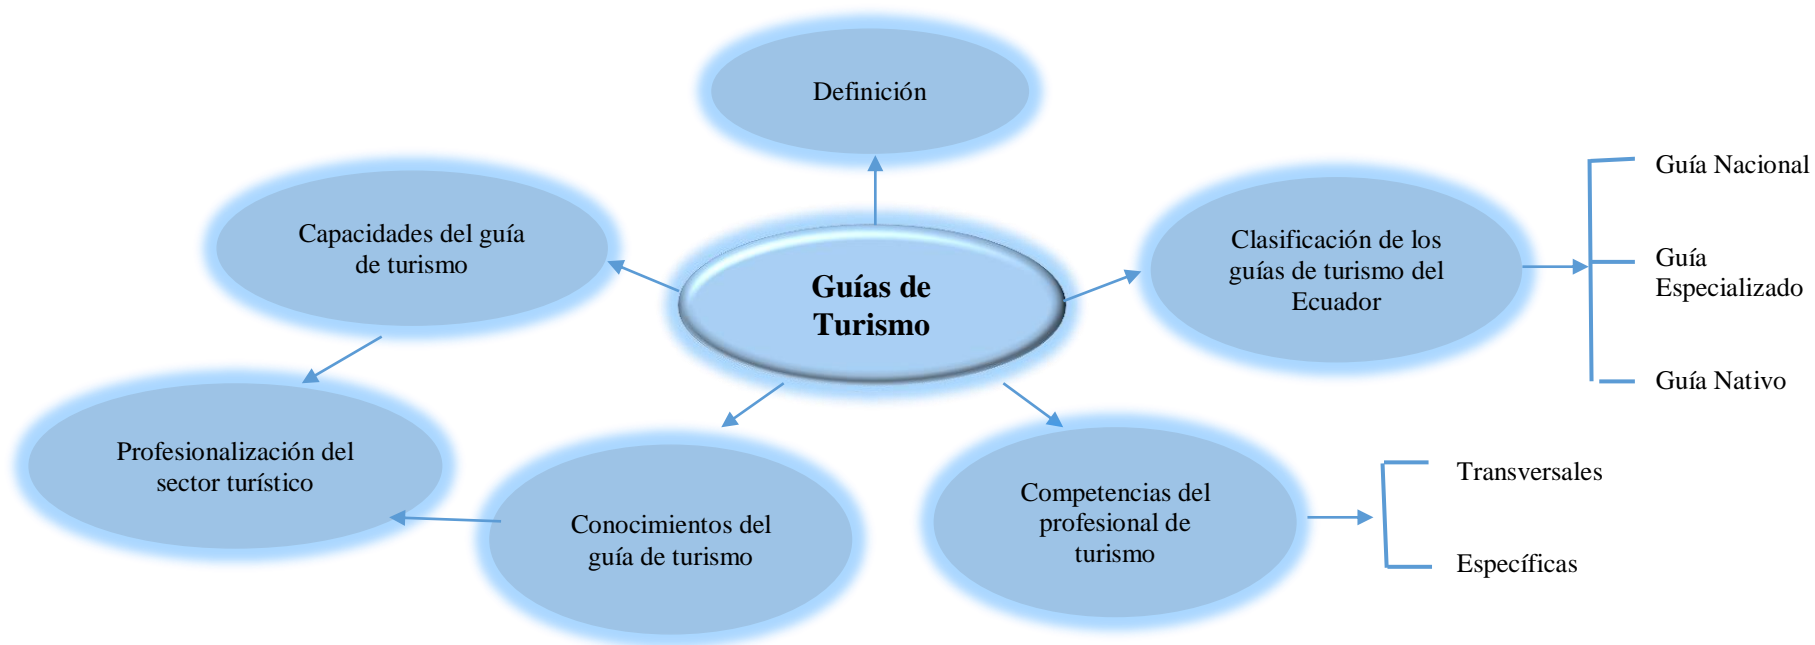 Definición
Guía Nacional
Capacidades del guía
de turismo
Clasificación de los
guías de turismo del
Ecuador
Guía
Especializado
Guías de
Turismo
Guía Nativo
Profesionalización del
sector turístico
Conocimientos del
guía de turismo
Competencias del
profesional de
turismo
Transversales
Específicas